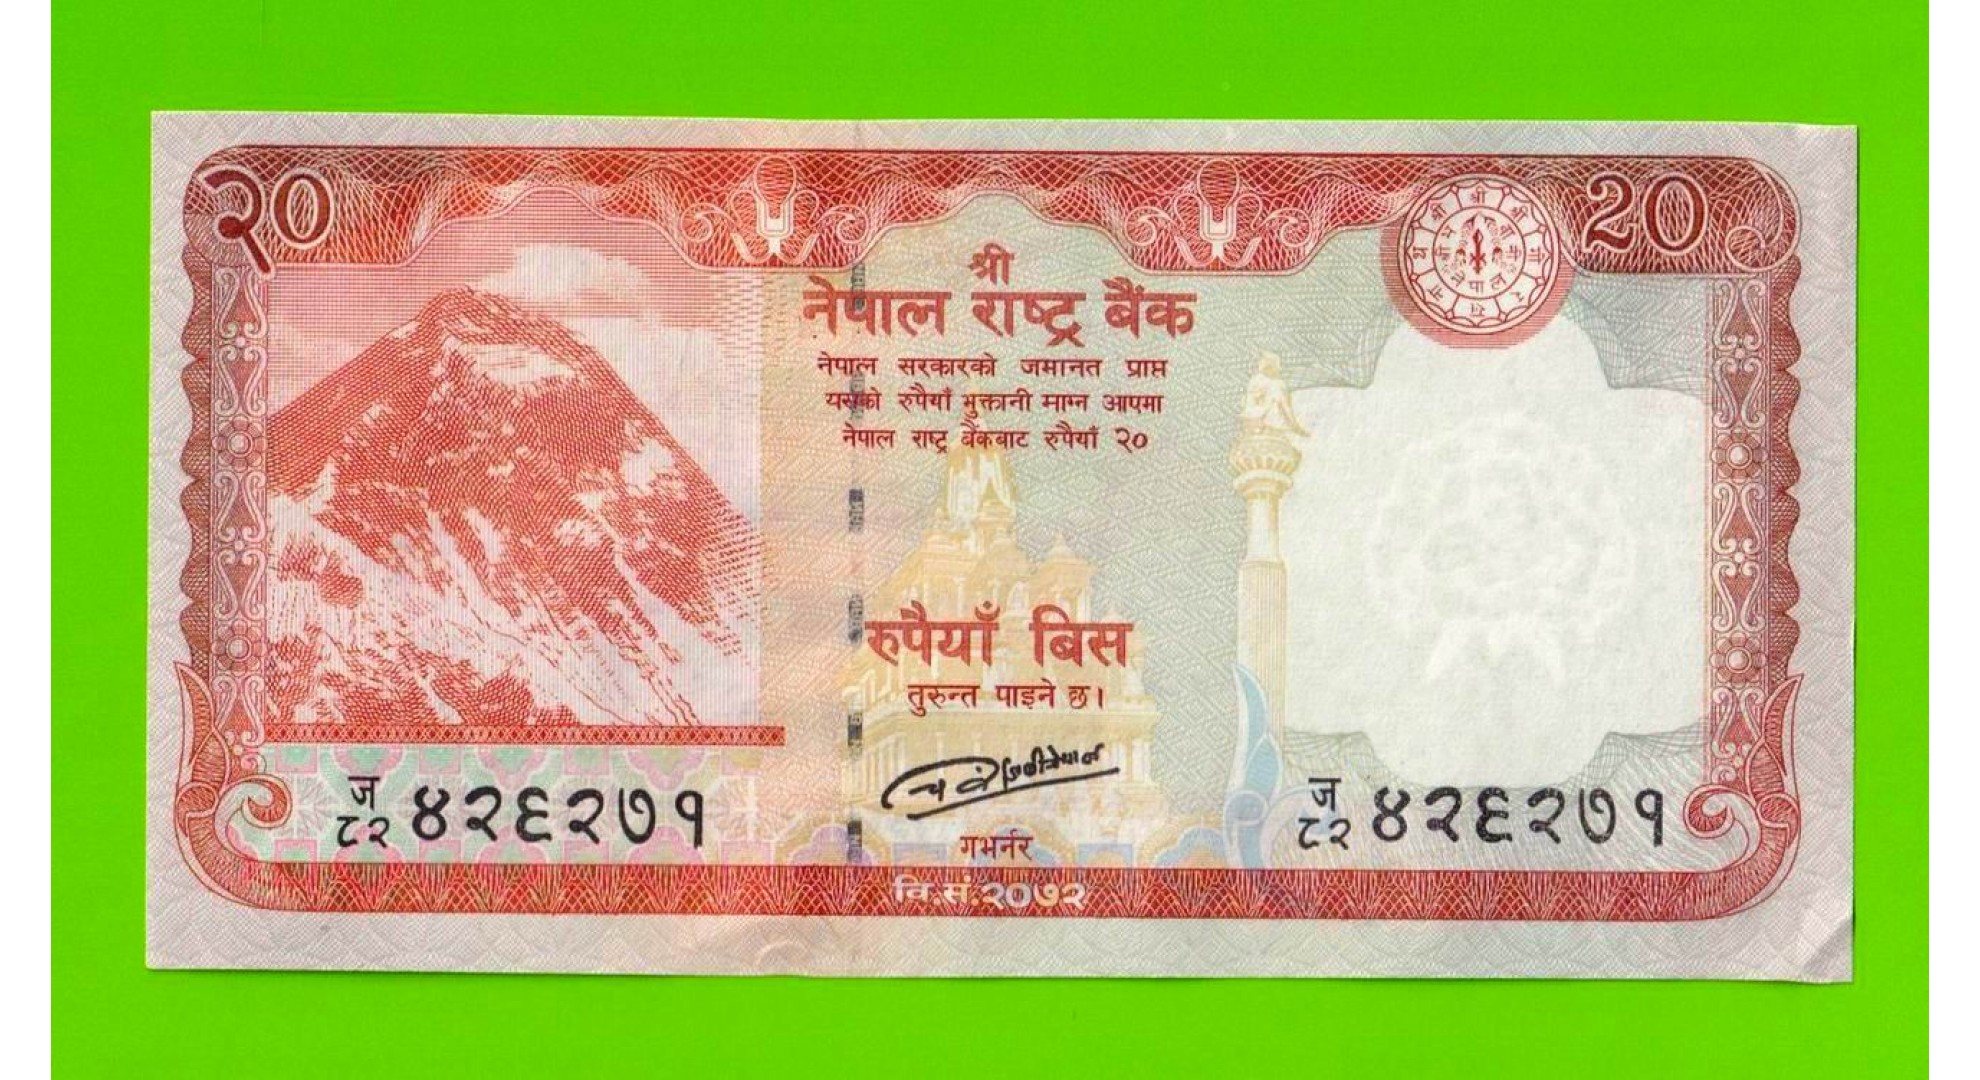 २०
20
श्री
नेपाल राष्ट्र बैंक
नेपाल सरकारको जमानत प्राप्त
यसको रुपैयाँ भुक्तानी माग्न आएमा
नेपाल राष्ट्र बैंकबाट रुपैयाँ २०
रुपैयाँ बिस
तुरुन्त पाइने छ।
ज
८२ ४२६२७१
ज
८२ ४२६२७१
गभर्नर
वि.सं.२०७२